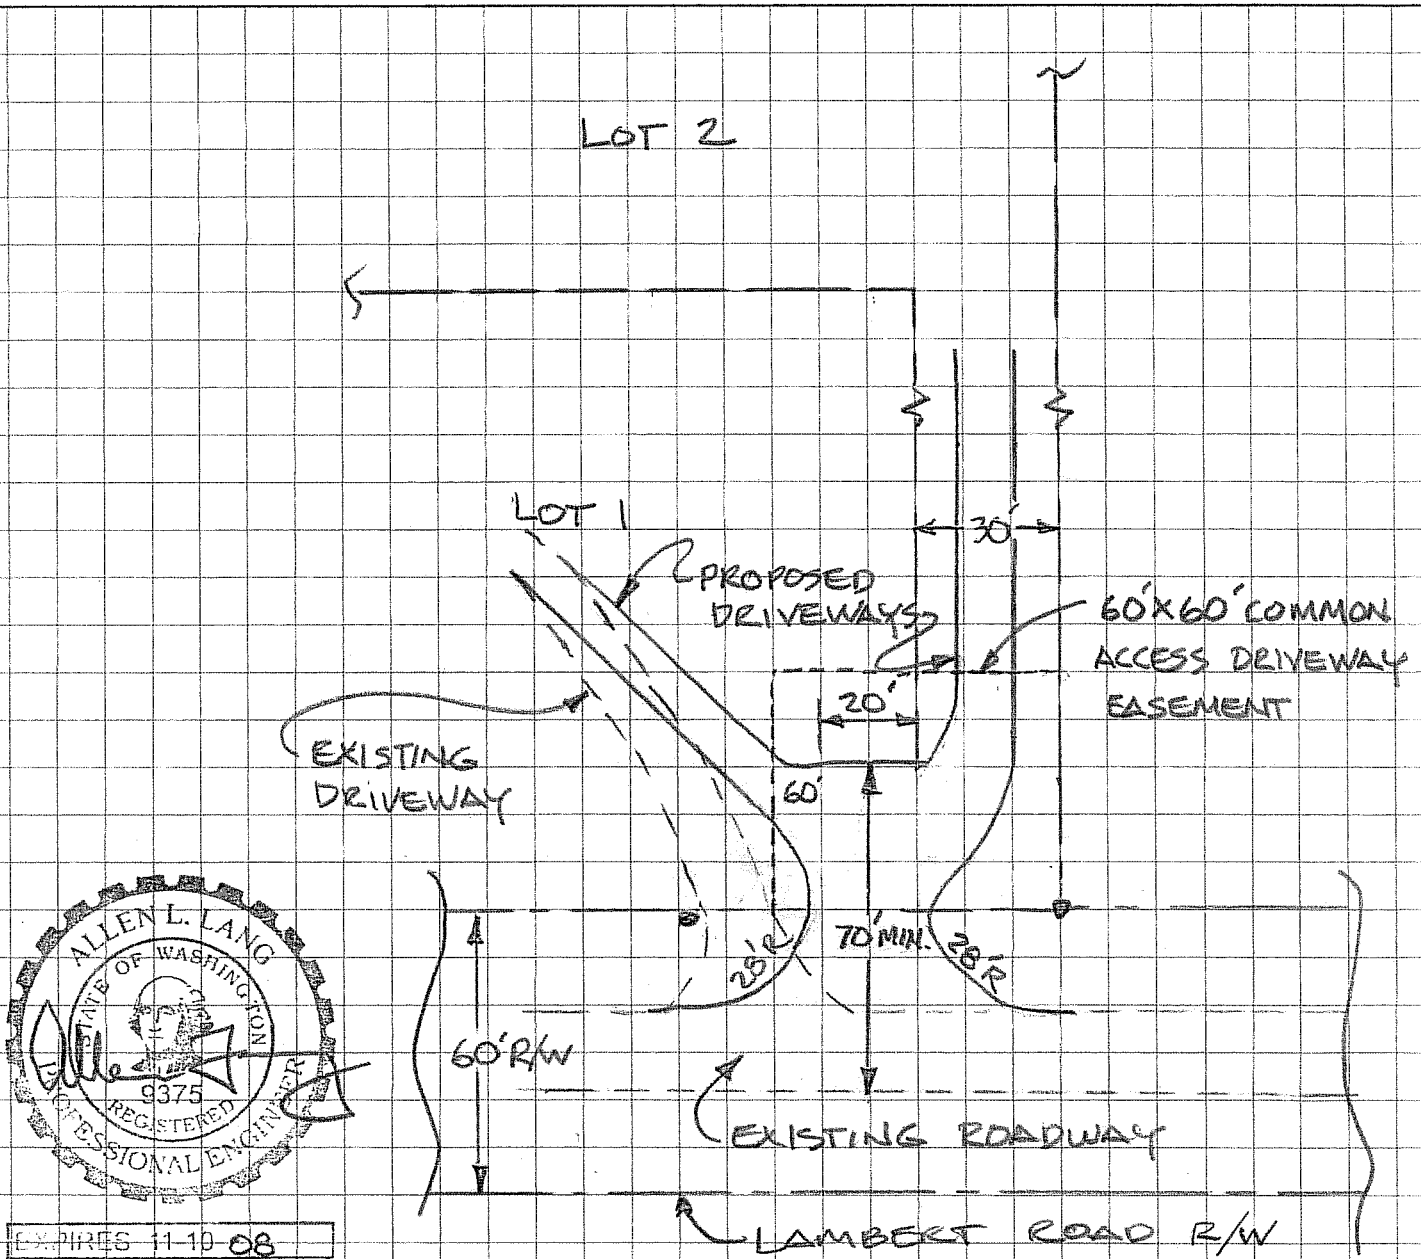 LOT 2
LOT 1
30'
PROPOSED
DRIVEWAYS
60'X60' COMMON
ACCESS DRIVEWAY
EASEMENT
20'
EXISTING
DRIVEWAY
60'
70' MIN.
28'R
28'R
60' R/W
EXISTING ROADWAY
LAMBERT ROAD R/W
ALLEN L. LANG
STATE OF WASHINGTON
9375
REGISTERED
PROFESSIONAL ENGINEER
EXPIRES 11-10 08